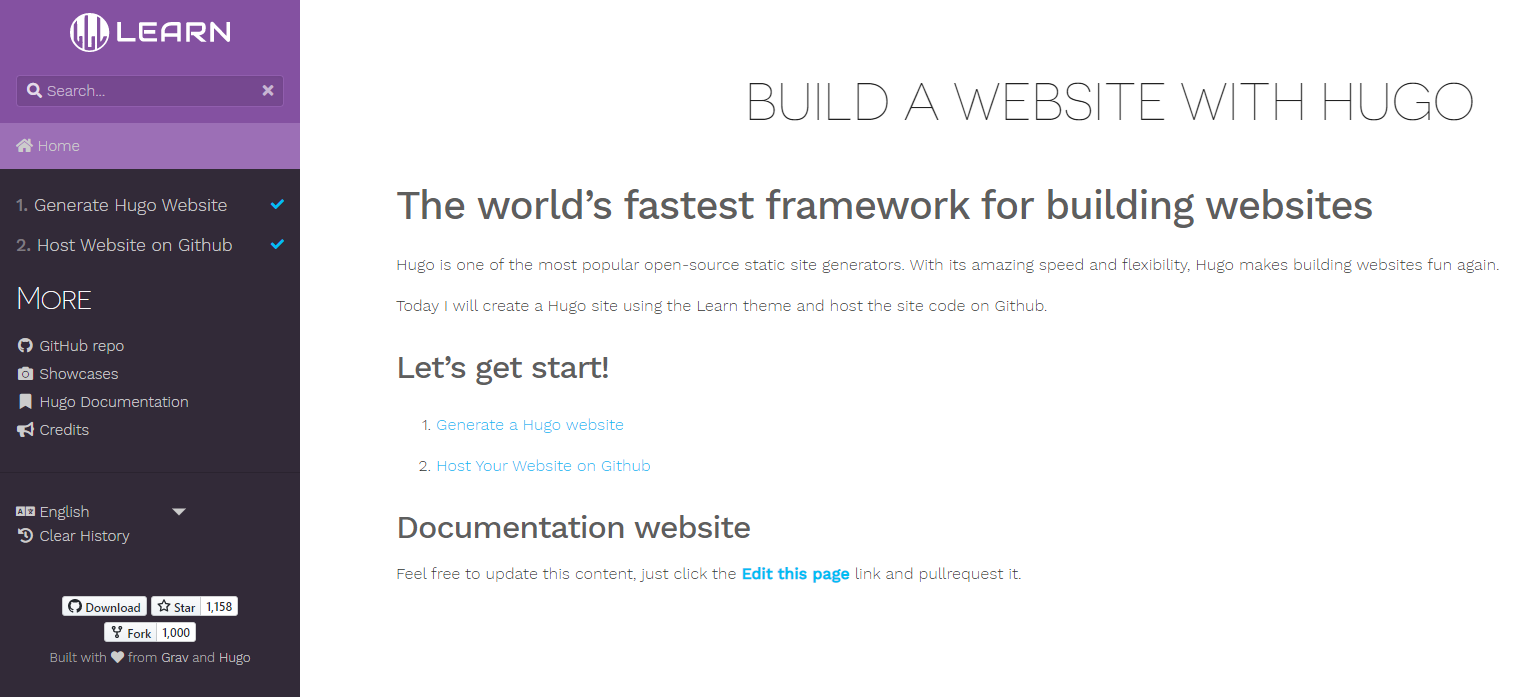 LEARN
Search...
Home
1. Generate Hugo Website
2. Host Website on Github
More
GitHub repo
Showcases
Hugo Documentation
Credits
English
Clear History
Download Star 1,158
Fork 1,000
Built with from Grav and Hugo
BUILD A WEBSITE WITH HUGO
The world’s fastest framework for building websites
Hugo is one of the most popular open-source static site generators. With its amazing speed and flexibility, Hugo makes building websites fun again.
Today I will create a Hugo site using the Learn theme and host the site code on Github.
Let’s get start!
1. Generate a Hugo website
2. Host Your Website on Github
Documentation website
Feel free to update this content, just click the Edit this page link and pullrequest it.